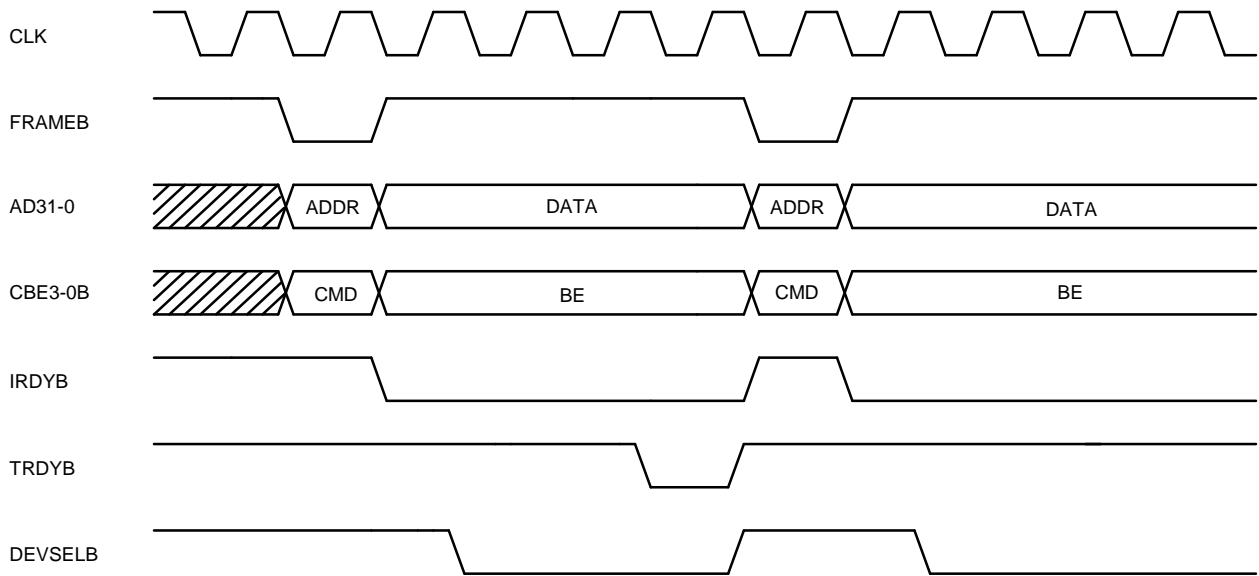 CLK
FRAMEB
AD31-0 ADDR DATA ADDR DATA
CBE3-0B CMD BE CMD BE
IRDYB
TRDYB
DEVSELB